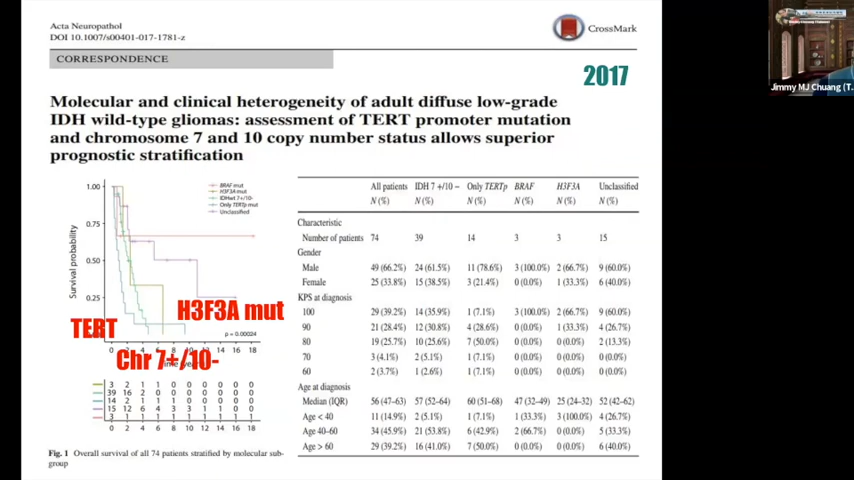 Acta Neuropathol
DOI 10.1007/s00401-017-1781-z
CrossMark
CORRESPONDENCE
2017
Molecular and clinical heterogeneity of adult diffuse low-grade
IDH wild-type gliomas: assessment of TERT promoter mutation
and chromosome 7 and 10 copy number status allows superior
prognostic stratification
Survival probability
1.00
0.75
0.50
0.25
BRAF mut
H3F3A mut
IDHwt 7+/10-
Only TERTp mut
Unclassified
H3F3A mut
TERT
p = 0.00024
0 2 4 6 8 10 12 14 16 18
Chr 7+/10-
3 2 1 1 0 0 0 0 0 0
39 16 2 0 0 0 0 0 0
14 2 1 1 1 0 0 0 0 0
15 12 6 4 3 3 1 1 0 0
3 1 1 1 1 1 1 1 1 1
0 2 4 6 8 10 12 14 16 18
Fig. 1 Overall survival of all 74 patients stratified by molecular sub-
group
All patients IDH 7 +/10 − Only TERTp BRAF H3F3A Unclassified
N (%) N (%) N (%) N (%) N (%) N (%)
Characteristic
Number of patients 74 39 14 3 3 15
Gender
Male 49 (66.2%) 24 (61.5%) 11 (78.6%) 3 (100.0%) 2 (66.7%) 9 (60.0%)
Female 25 (33.8%) 15 (38.5%) 3 (21.4%) 0 (0.0%) 1 (33.3%) 6 (40.0%)
KPS at diagnosis
100 29 (39.2%) 14 (35.9%) 1 (7.1%) 3 (100.0%) 2 (66.7%) 9 (60.0%)
90 21 (28.4%) 12 (30.8%) 4 (28.6%) 0 (0.0%) 1 (33.3%) 4 (26.7%)
80 19 (25.7%) 10 (25.6%) 7 (50.0%) 0 (0.0%) 0 (0.0%) 2 (13.3%)
70 3 (4.1%) 2 (5.1%) 1 (7.1%) 0 (0.0%) 0 (0.0%) 0 (0.0%)
60 2 (3.7%) 1 (2.6%) 1 (7.1%) 0 (0.0%) 0 (0.0%) 0 (0.0%)
Age at diagnosis
Median (IQR) 56 (47–63) 57 (52–64) 60 (51–68) 47 (32–49) 25 (24–32) 52 (42–62)
Age < 40 11 (14.9%) 2 (5.1%) 1 (7.1%) 1 (33.3%) 3 (100.0%) 4 (26.7%)
Age 40–60 34 (45.9%) 21 (53.8%) 6 (42.9%) 2 (66.7%) 0 (0.0%) 5 (33.3%)
Age > 60 29 (39.2%) 16 (41.0%) 7 (50.0%) 0 (0.0%) 0 (0.0%) 6 (40.0%)
Jimmy MJ Chuang (T.